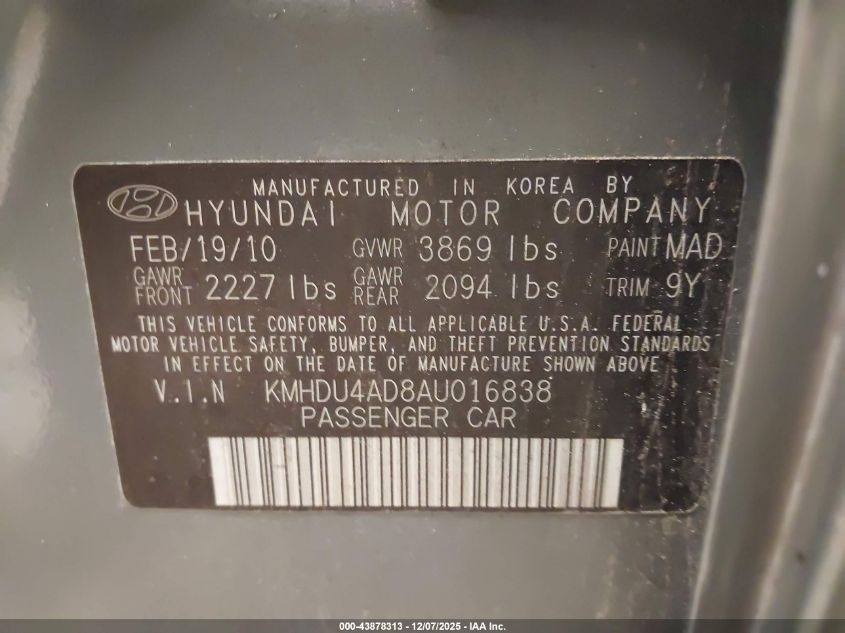 MANUFACTURED IN KOREA BY
HYUNDAI MOTOR COMPANY
FEB/19/10 GVWR 3869 lbs PAINT MAD
GAWR FRONT 2227 lbs GAWR REAR 2094 lbs TRIM 9Y
THIS VEHICLE CONFORMS TO ALL APPLICABLE U.S.A. FEDERAL
MOTOR VEHICLE SAFETY, BUMPER, AND THEFT PREVENTION STANDARDS
IN EFFECT ON THE DATE OF MANUFACTURE SHOWN ABOVE
V.I.N KMHDU4AD8AU016838
PASSENGER CAR
000-43878313 - 12/07/2025 - IAA Inc.